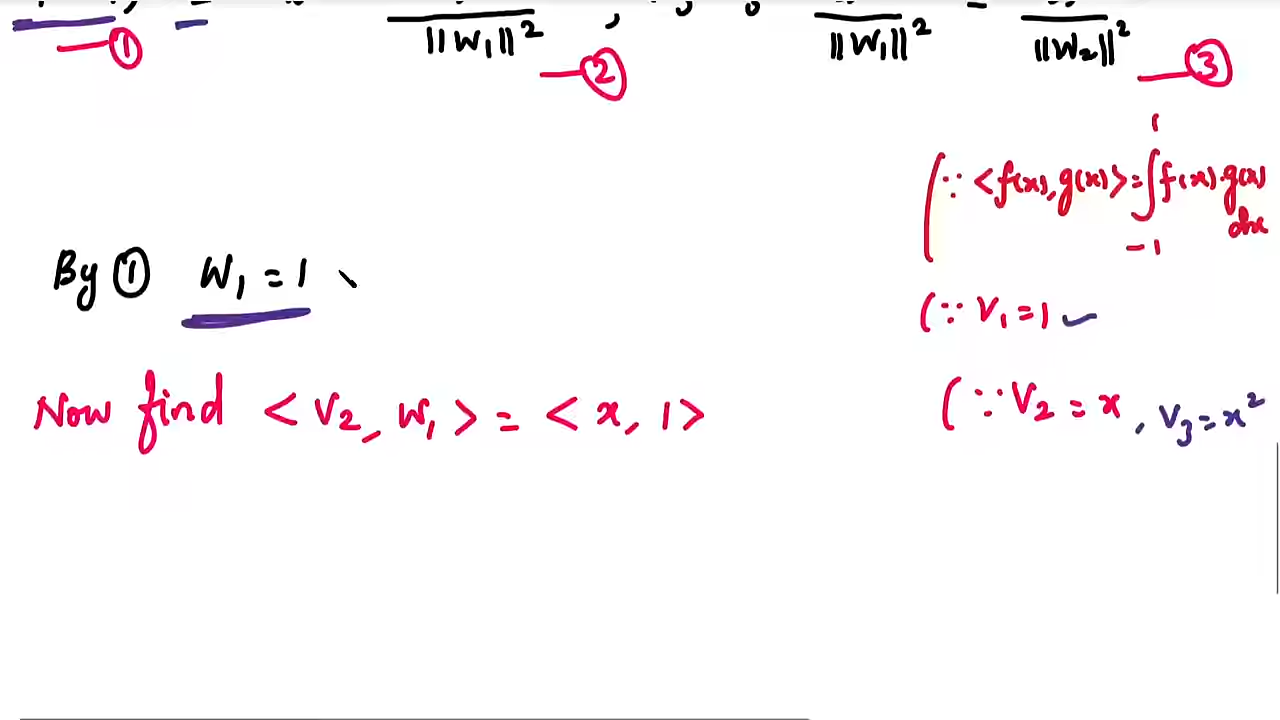 ||W₁||² , ||W₁||² ||W₂||²
① ② ③
(∵ <f(x), g(x)> = ∫₋₁¹ f(x)·g(x) dx
By ① W₁ = 1
(∵ V₁ = 1 ✓
Now find < V₂, W₁ > = < x, 1 >
(∵ V₂ = x , V₃ = x²